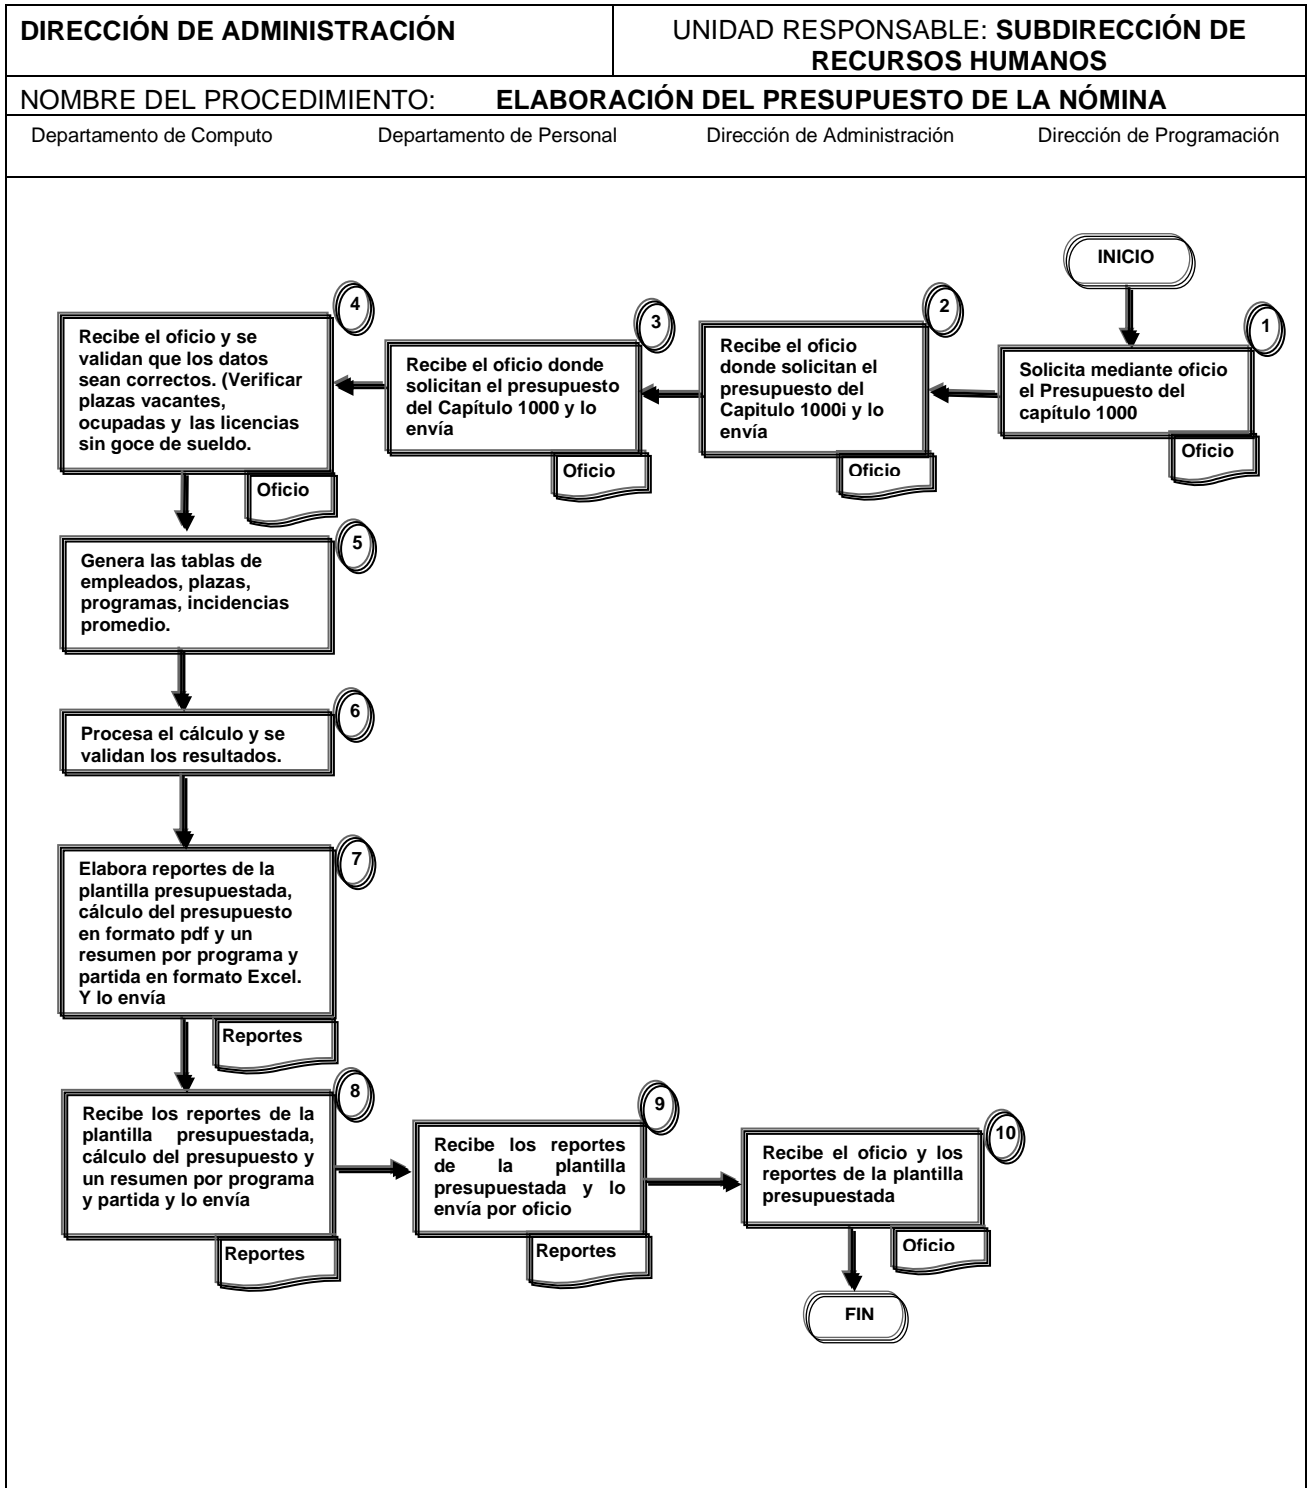 DIRECCIÓN DE ADMINISTRACIÓN
UNIDAD RESPONSABLE: SUBDIRECCIÓN DE
RECURSOS HUMANOS
NOMBRE DEL PROCEDIMIENTO: ELABORACIÓN DEL PRESUPUESTO DE LA NÓMINA
Departamento de Computo
Departamento de Personal
Dirección de Administración
Dirección de Programación
INICIO
1
Solicita mediante oficio
el Presupuesto del
capítulo 1000
Oficio
2
Recibe el oficio
donde solicitan el
presupuesto del
Capitulo 1000i y lo
envía
Oficio
3
Recibe el oficio donde
solicitan el presupuesto
del Capítulo 1000 y lo
envía
Oficio
4
Recibe el oficio y se
validan que los datos
sean correctos. (Verificar
plazas vacantes,
ocupadas y las licencias
sin goce de sueldo.
Oficio
5
Genera las tablas de
empleados, plazas,
programas, incidencias
promedio.
6
Procesa el cálculo y se
validan los resultados.
7
Elabora reportes de la
plantilla presupuestada,
cálculo del presupuesto
en formato pdf y un
resumen por programa y
partida en formato Excel.
Y lo envía
Reportes
8
Recibe los reportes de la
plantilla presupuestada,
cálculo del presupuesto y
un resumen por programa
y partida y lo envía
Reportes
9
Recibe los reportes
de la plantilla
presupuestada y lo
envía por oficio
Reportes
10
Recibe el oficio y los
reportes de la plantilla
presupuestada
Oficio
FIN